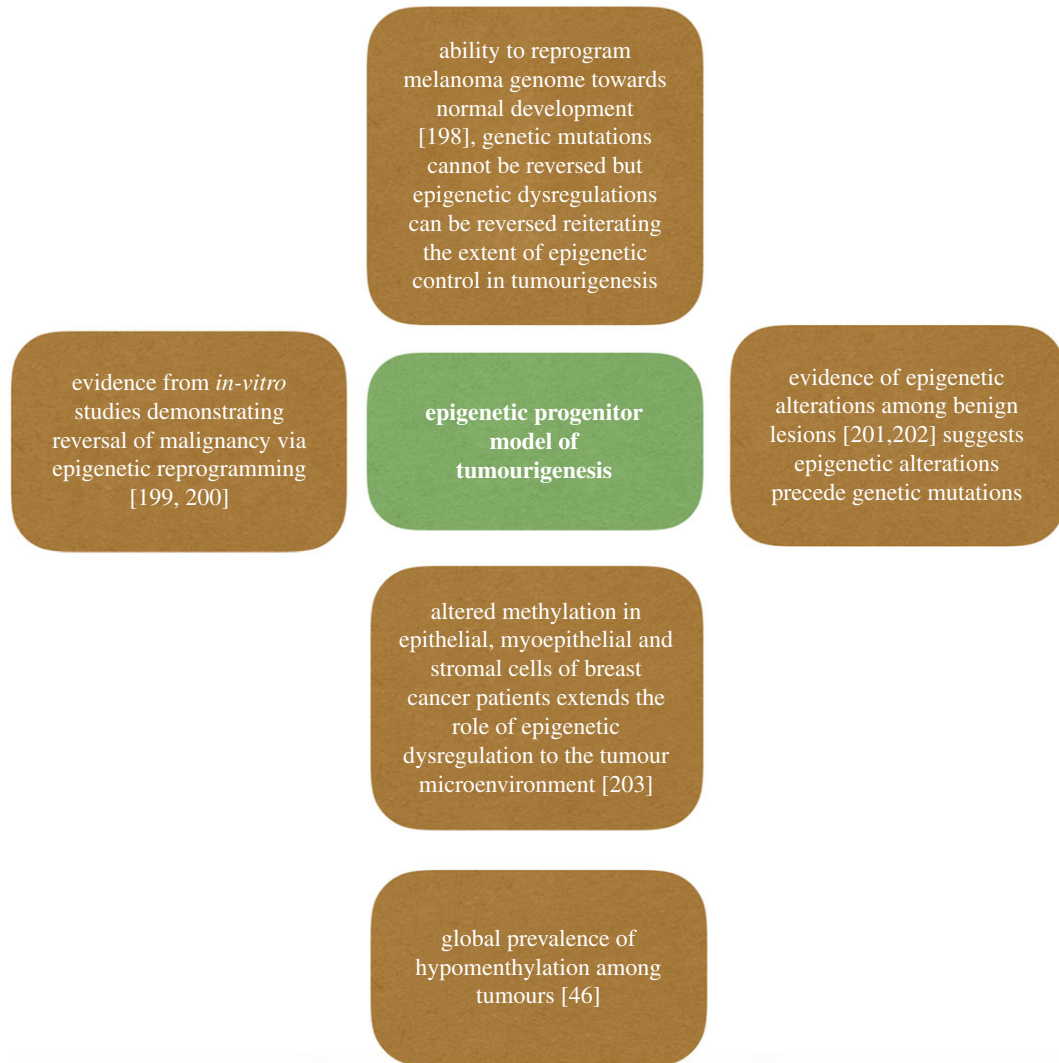 ability to reprogram
melanoma genome towards
normal development
[198], genetic mutations
cannot be reversed but
epigenetic dysregulations
can be reversed reiterating
the extent of epigenetic
control in tumourigenesis
evidence from in-vitro
studies demonstrating
reversal of malignancy via
epigenetic reprogramming
[199, 200]
epigenetic progenitor
model of
tumourigenesis
evidence of epigenetic
alterations among benign
lesions [201,202] suggests
epigenetic alterations
precede genetic mutations
altered methylation in
epithelial, myoepithelial and
stromal cells of breast
cancer patients extends the
role of epigenetic
dysregulation to the tumour
microenvironment [203]
global prevalence of
hypomenthylation among
tumours [46]